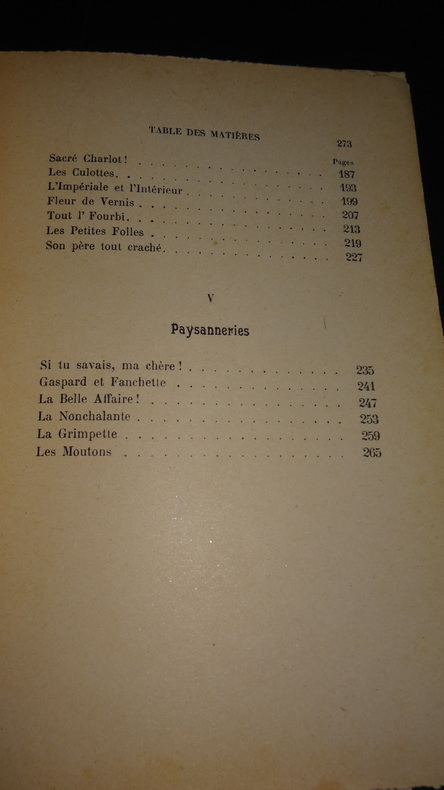 TABLE DES MATIÈRES 273
Pages
Sacré Charlot! . . . . . . . . . . . . . 187
Les Culottes. . . . . . . . . . . . . . . 193
L'Impériale et l'Intérieur . . . . . . . . . . 199
Fleur de Vernis . . . . . . . . . . . . . 207
Tout l' Fourbi. . . . . . . . . . . . . . 213
Les Petites Folles . . . . . . . . . . . . 219
Son père tout craché. . . . . . . . . . . . 227
V
Paysanneries
Si tu savais, ma chère! . . . . . . . . . . . 235
Gaspard et Fanchette . . . . . . . . . . . 241
La Belle Affaire! . . . . . . . . . . . . . 247
La Nonchalante . . . . . . . . . . . . . 253
La Grimpette . . . . . . . . . . . . . . 259
Les Moutons . . . . . . . . . . . . . . 265